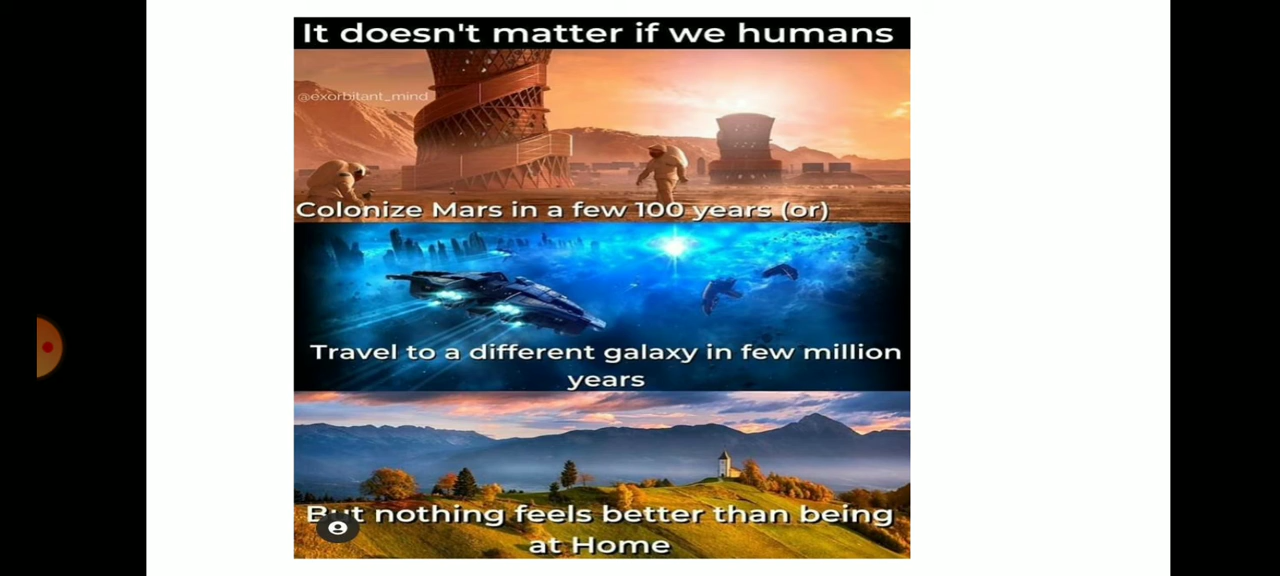 It doesn't matter if we humans
@exorbitant_mind
Colonize Mars in a few 100 years (or)
Travel to a different galaxy in few million
years
But nothing feels better than being
at Home